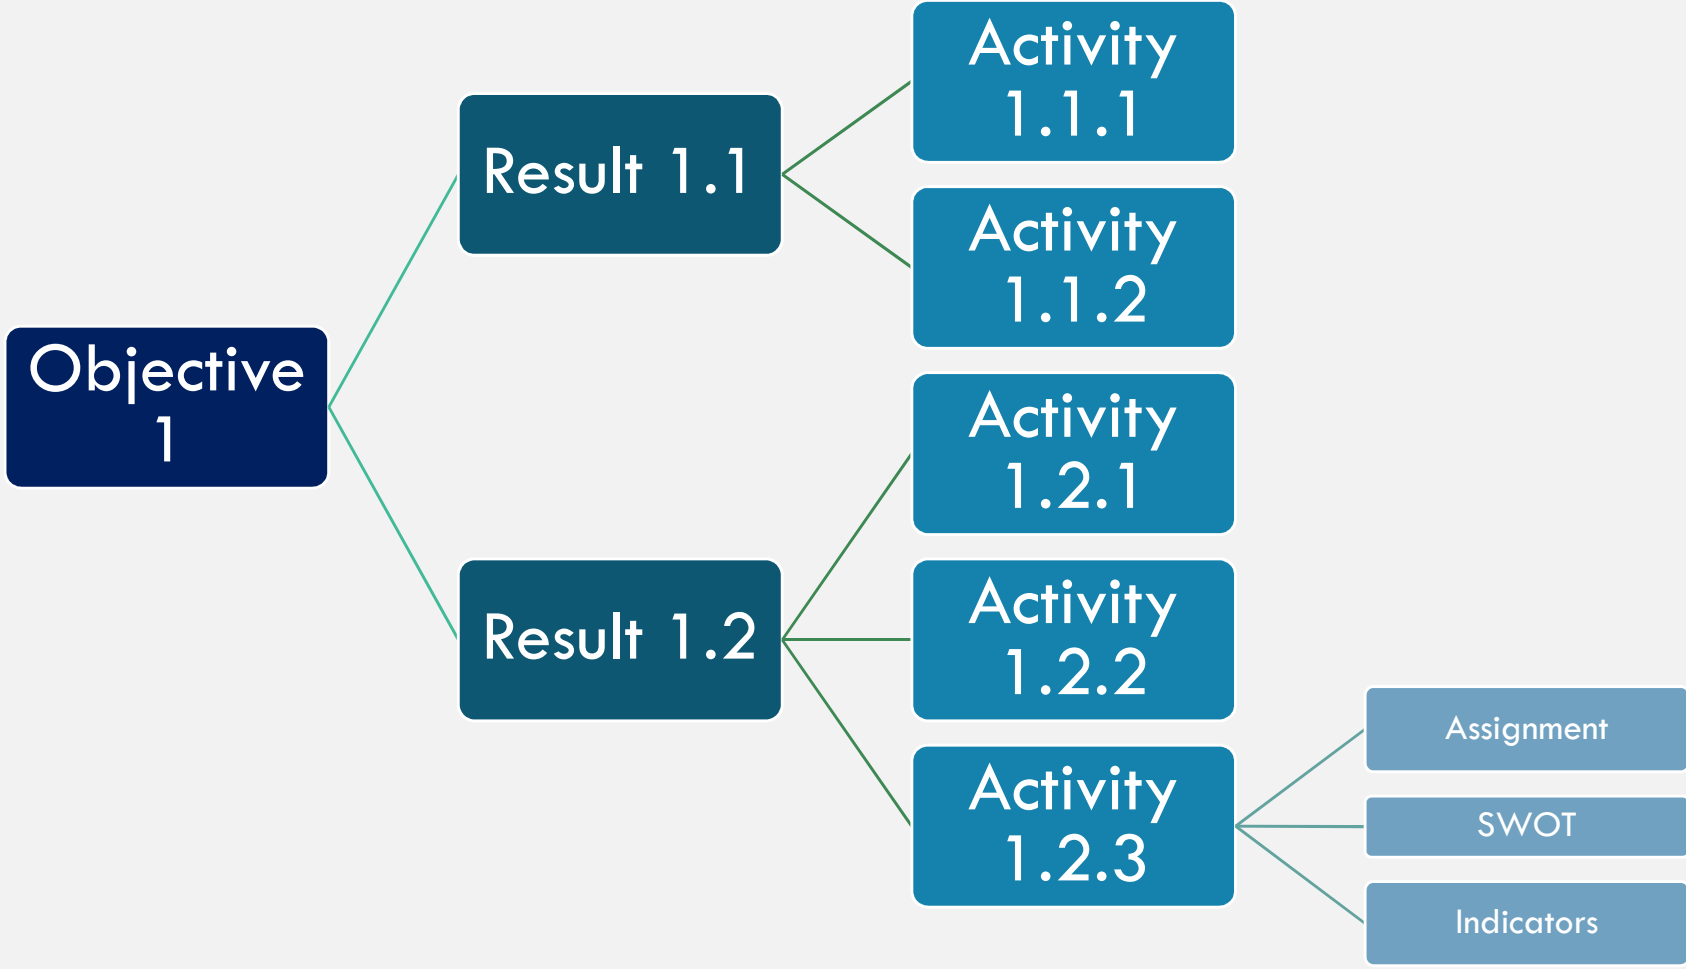 Objective
1
Result 1.1
Activity
1.1.1
Activity
1.1.2
Result 1.2
Activity
1.2.1
Activity
1.2.2
Activity
1.2.3
Assignment
SWOT
Indicators